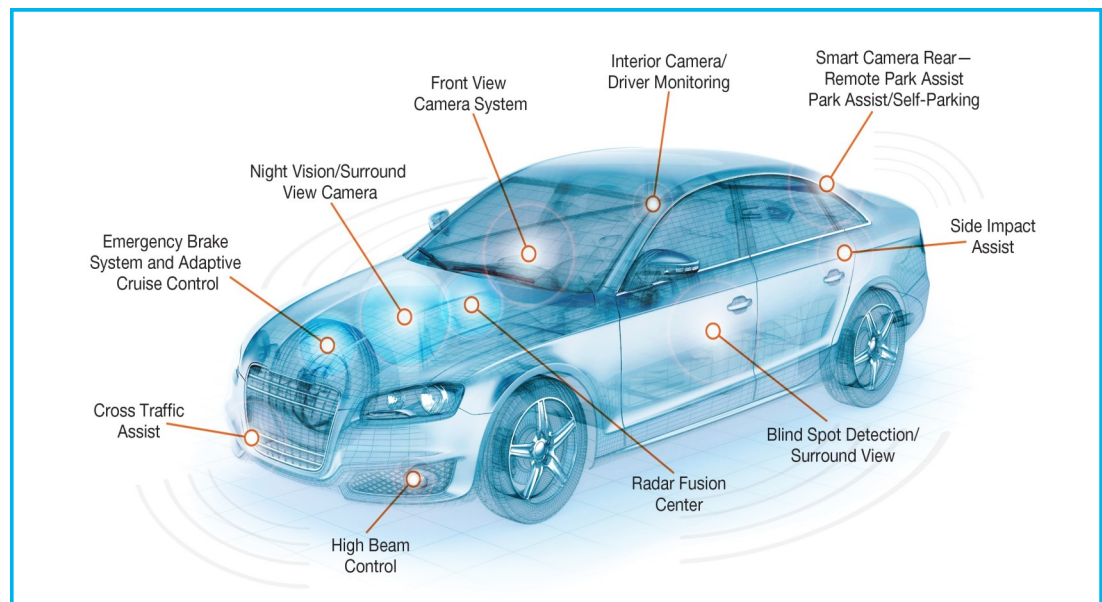 Interior Camera/
Driver Monitoring
Smart Camera Rear—
Remote Park Assist
Park Assist/Self-Parking
Front View
Camera System
Night Vision/Surround
View Camera
Emergency Brake
System and Adaptive
Cruise Control
Side Impact
Assist
Cross Traffic
Assist
Blind Spot Detection/
Surround View
Radar Fusion
Center
High Beam
Control